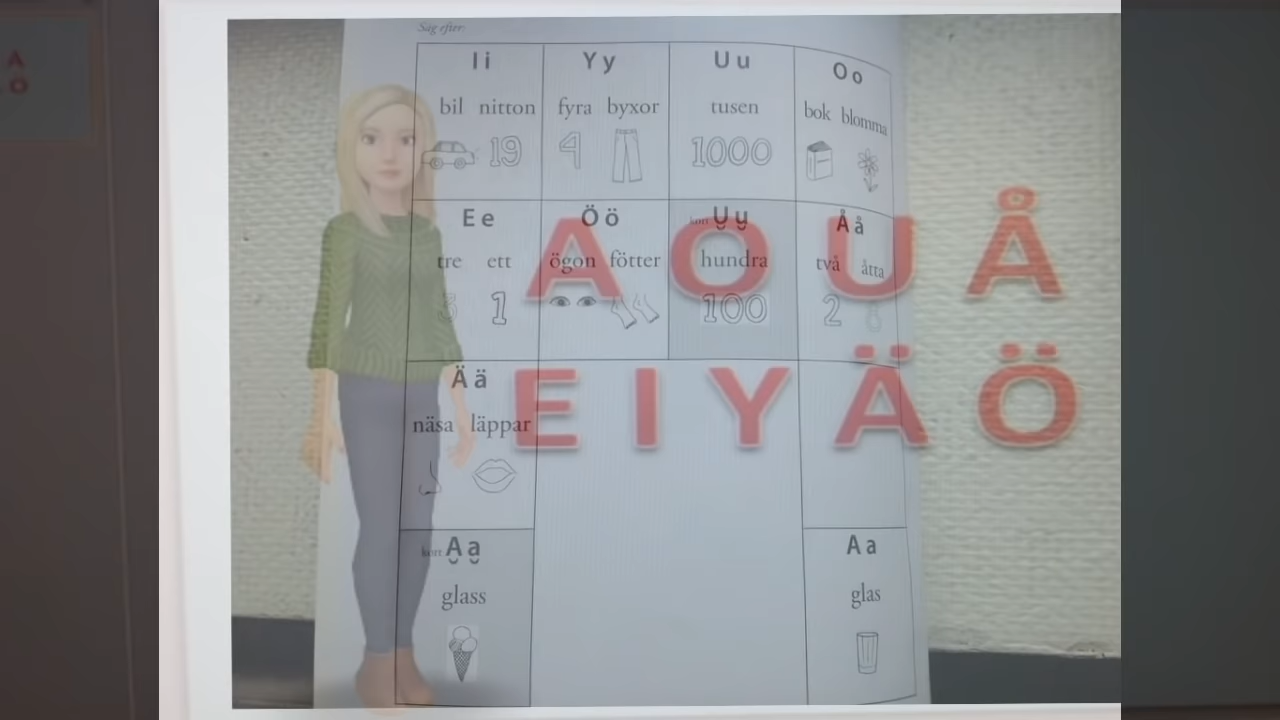 Säg efter:
I i
bil nitton
19
Y y
fyra byxor
4
U u
tusen
1000
O o
bok blomma
E e
tre ett
3 1
Ö ö
ögon fötter
kort U̮ u̮
hundra
100
Å å
två åtta
2 8
Ä ä
näsa läppar
kort A̮ a̮
glass
A a
glas
A O U Å
E I Y Ä Ö
A
Ö